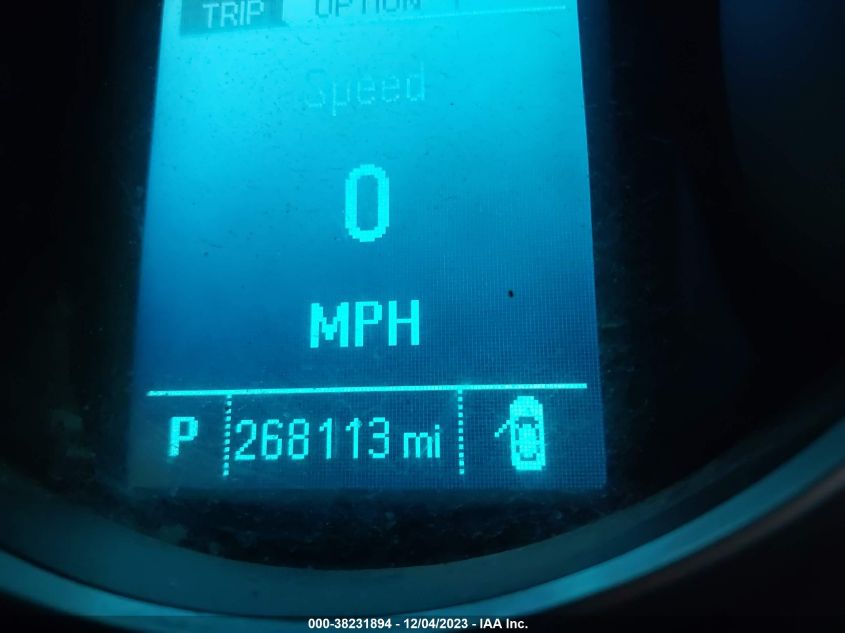 TRIP OPTION
Speed
0
MPH
P 268113 mi
000-38231894 - 12/04/2023 - IAA Inc.